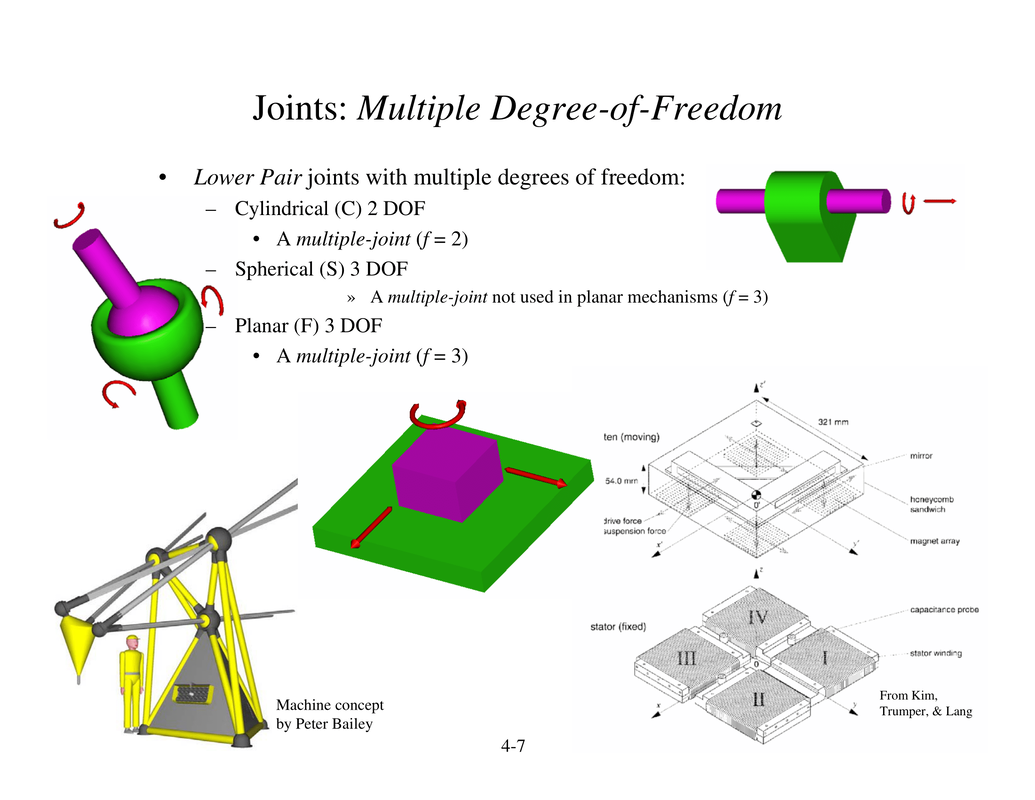 Joints: Multiple Degree-of-Freedom
• Lower Pair joints with multiple degrees of freedom:
– Cylindrical (C) 2 DOF
• A multiple-joint (f = 2)
– Spherical (S) 3 DOF
» A multiple-joint not used in planar mechanisms (f = 3)
– Planar (F) 3 DOF
• A multiple-joint (f = 3)
z'
321 mm
ten (moving)
mirror
54.0 mm
0'
honeycomb
sandwich
drive force
suspension force
x'
y'
magnet array
z
capacitance probe
stator (fixed)
IV
stator winding
III
0
I
II
x
y
From Kim,
Trumper, & Lang
Machine concept
by Peter Bailey
4-7